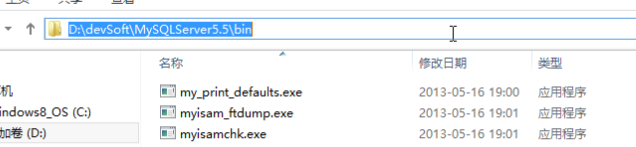 D:\devSoft\MySQLServer5.5\bin
名称 修改日期 类型
机 my_print_defaults.exe 2013-05-16 19:00 应用程序
indows8_OS (C:) myisam_ftdump.exe 2013-05-16 19:01 应用程序
加卷 (D:) myisamchk.exe 2013-05-16 19:01 应用程序